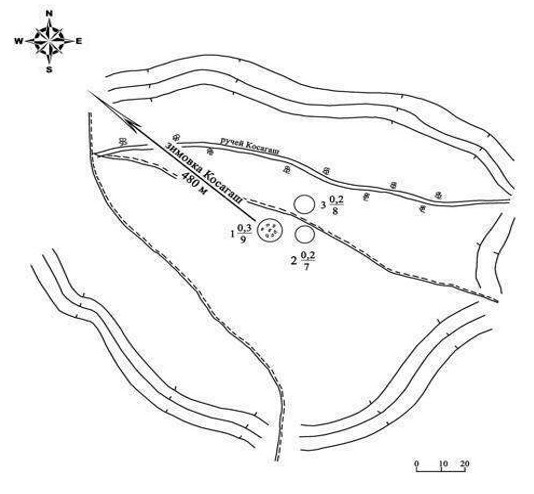 N
W E
S
ручей Косагаш
зимовка Косагаш
480 м
3 0,2/8
1 0,3/9
2 0,2/7
0 10 20